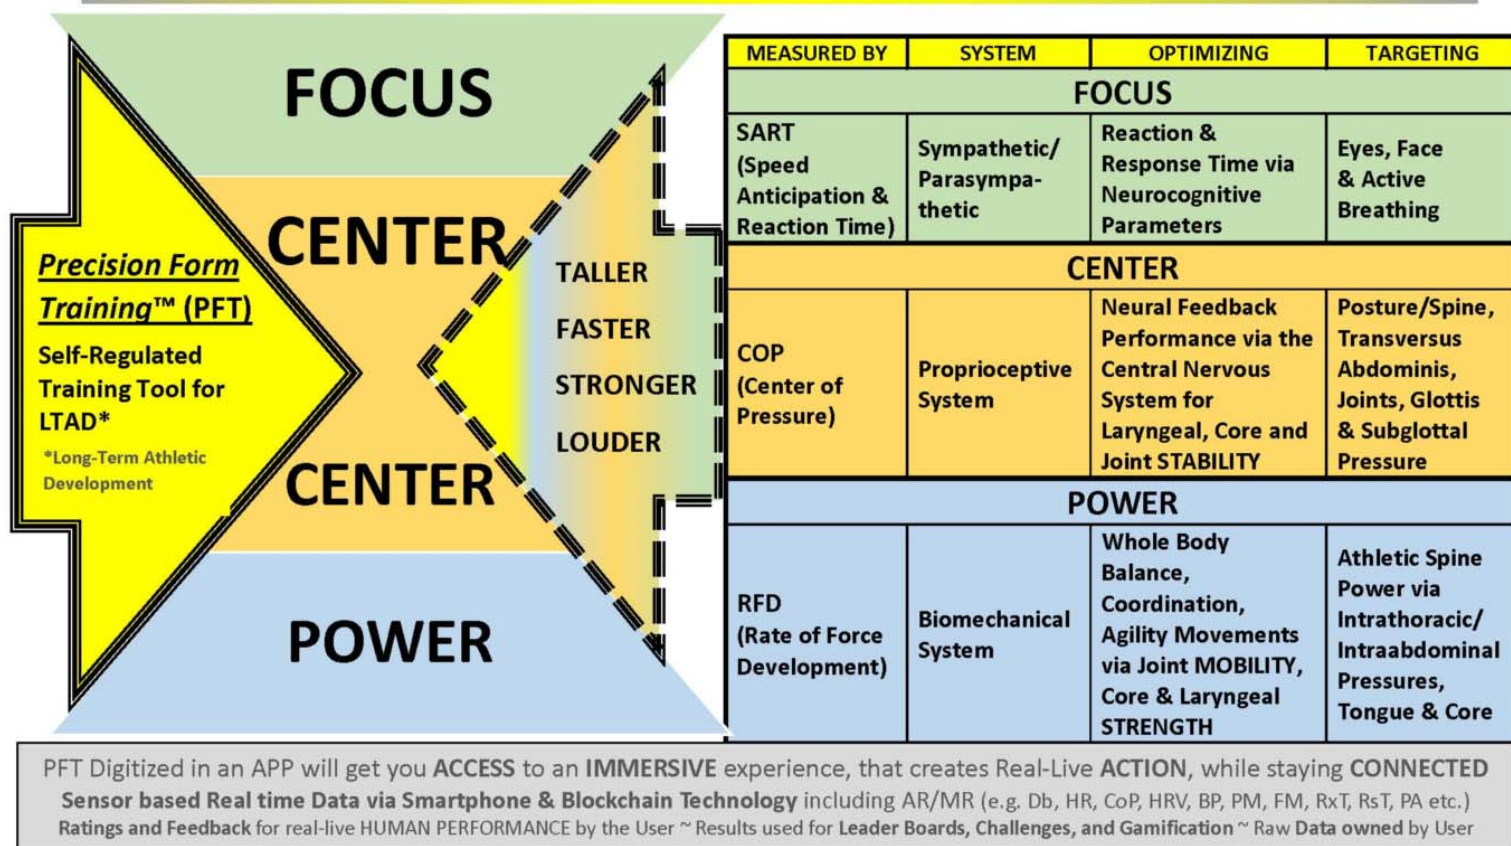 FOCUS
CENTER
Precision Form
Training™ (PFT)
Self-Regulated
Training Tool for
LTAD*
*Long-Term Athletic
Development
TALLER
FASTER
STRONGER
LOUDER
CENTER
POWER
MEASURED BY SYSTEM OPTIMIZING TARGETING
FOCUS
SART
(Speed
Anticipation &
Reaction Time)
Sympathetic/
Parasympa-
thetic
Reaction &
Response Time via
Neurocognitive
Parameters
Eyes, Face
& Active
Breathing
CENTER
COP
(Center of
Pressure)
Proprioceptive
System
Neural Feedback
Performance via the
Central Nervous
System for
Laryngeal, Core and
Joint STABILITY
Posture/Spine,
Transversus
Abdominis,
Joints, Glottis
& Subglottal
Pressure
POWER
RFD
(Rate of Force
Development)
Biomechanical
System
Whole Body
Balance,
Coordination,
Agility Movements
via Joint MOBILITY,
Core & Laryngeal
STRENGTH
Athletic Spine
Power via
Intrathoracic/
Intraabdominal
Pressures,
Tongue & Core
PFT Digitized in an APP will get you ACCESS to an IMMERSIVE experience, that creates Real-Live ACTION, while staying CONNECTED
Sensor based Real time Data via Smartphone & Blockchain Technology including AR/MR (e.g. Db, HR, CoP, HRV, BP, PM, FM, RxT, RsT, PA etc.)
Ratings and Feedback for real-live HUMAN PERFORMANCE by the User ~ Results used for Leader Boards, Challenges, and Gamification ~ Raw Data owned by User